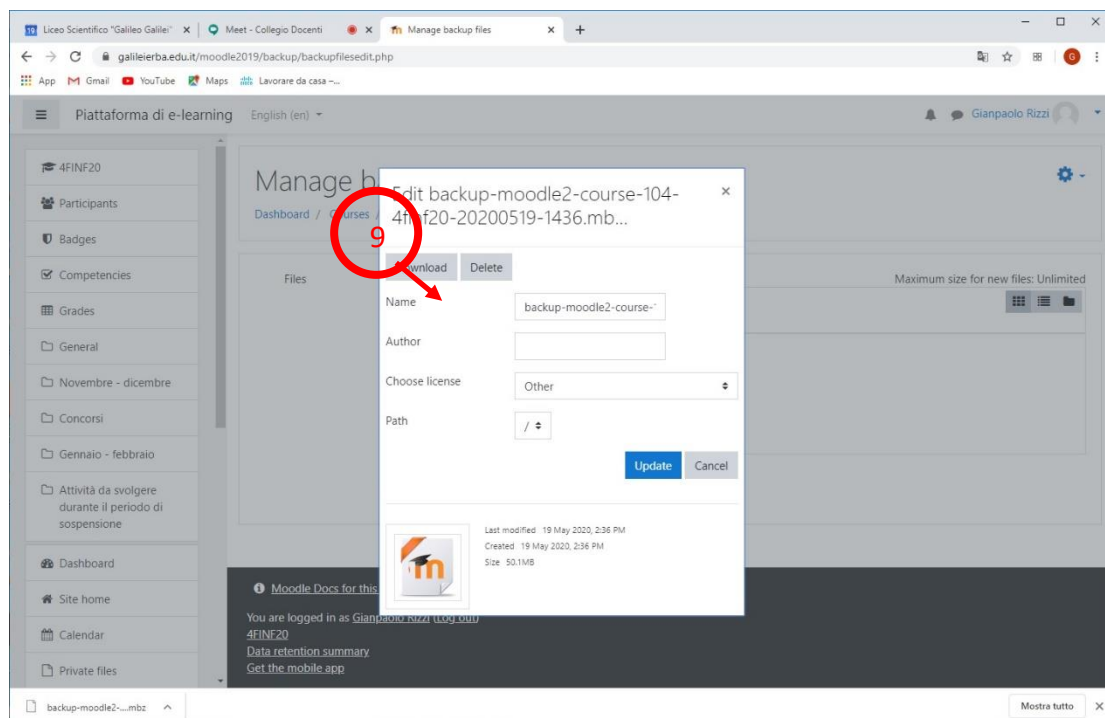 Liceo Scientifico "Galileo Galilei"
Meet - Collegio Docenti
Manage backup files
galileierba.edu.it/moodle2019/backup/backupfilesedit.php
G
App
Gmail
YouTube
Maps
Lavorare da casa –...
Piattaforma di e-learning
English (en)
Gianpaolo Rizzi
4FINF20
Participants
Badges
Competencies
Grades
General
Novembre - dicembre
Concorsi
Gennaio - febbraio
Attività da svolgere
durante il periodo di
sospensione
Dashboard
Site home
Calendar
Private files
Manage b
Dashboard / Courses /
Files
Maximum size for new files: Unlimited
Edit backup-moodle2-course-104-
4finf20-20200519-1436.mb...
9
Download
Delete
Name
backup-moodle2-course-1
Author
Choose license
Other
Path
/
Update
Cancel
Last modified 19 May 2020, 2:36 PM
Created 19 May 2020, 2:36 PM
Size 50.1MB
Moodle Docs for this
You are logged in as Gianpaolo Rizzi (Log out)
4FINF20
Data retention summary
Get the mobile app
backup-moodle2-....mbz
Mostra tutto